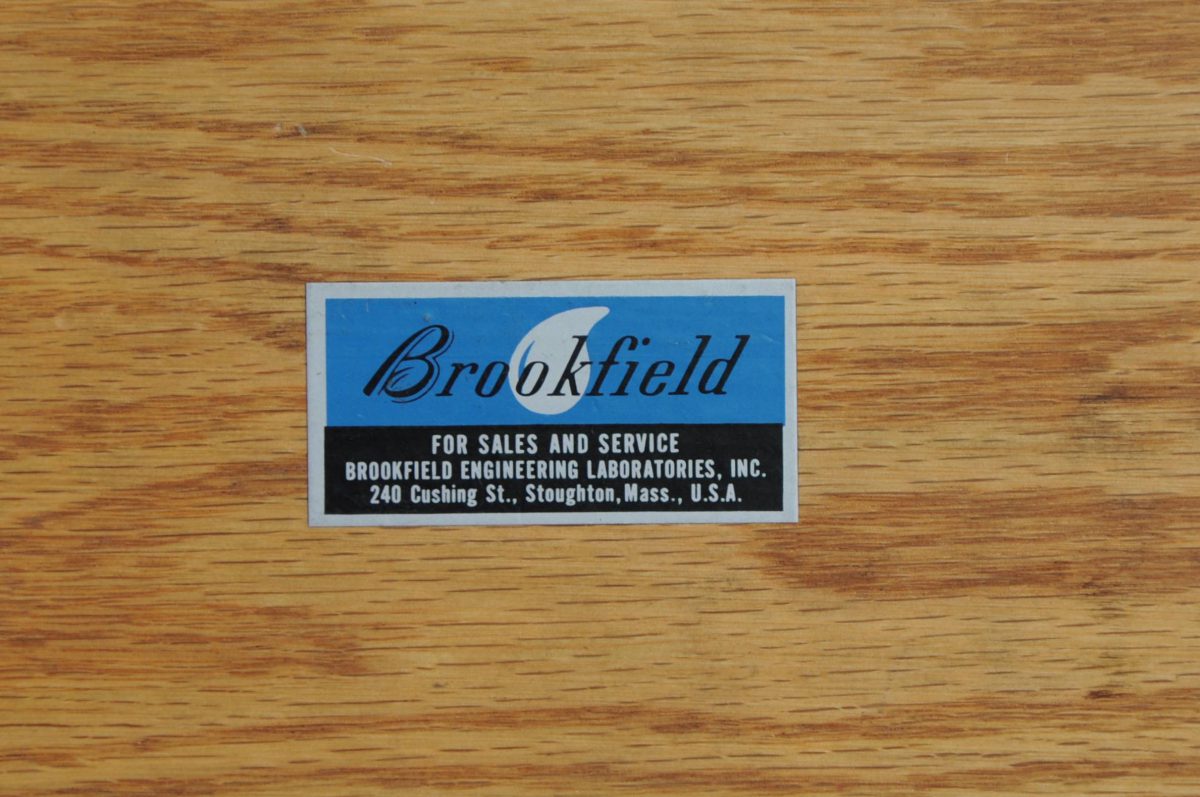 Brookfield
FOR SALES AND SERVICE
BROOKFIELD ENGINEERING LABORATORIES, INC.
240 Cushing St., Stoughton, Mass., U.S.A.